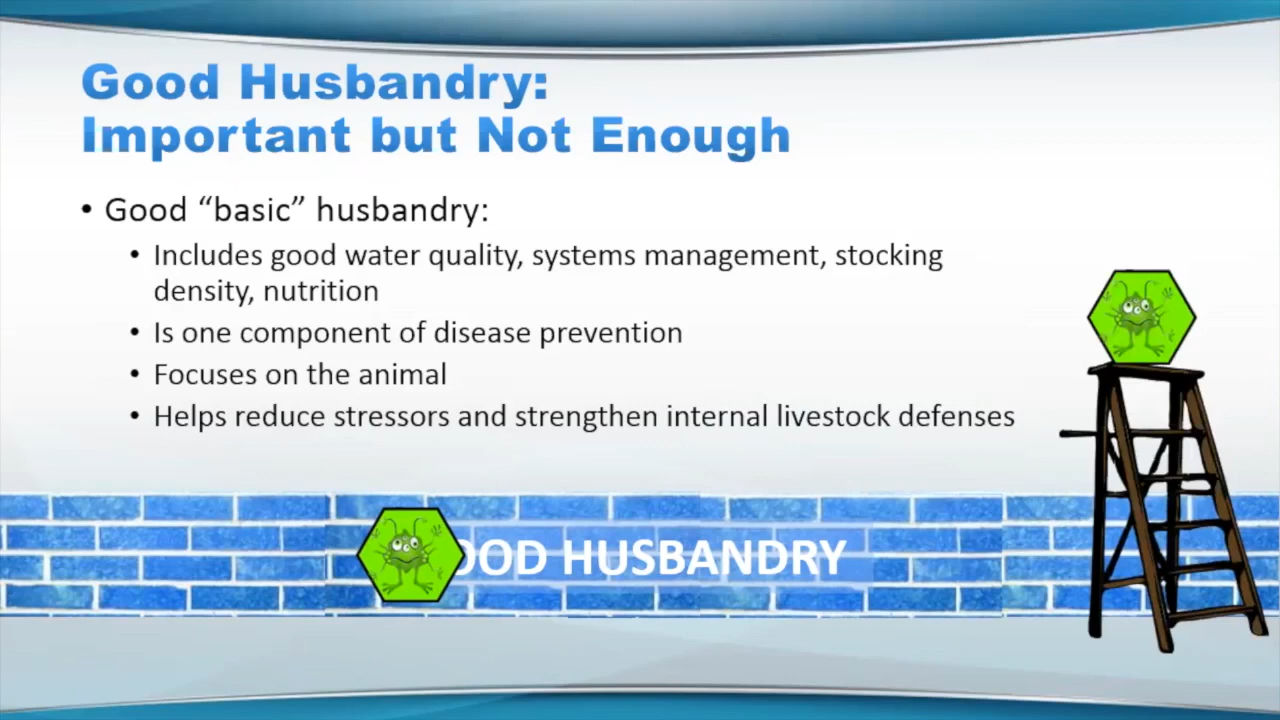 Good Husbandry:
Important but Not Enough
• Good “basic” husbandry:
• Includes good water quality, systems management, stocking
density, nutrition
• Is one component of disease prevention
• Focuses on the animal
• Helps reduce stressors and strengthen internal livestock defenses
OOD HUSBANDRY